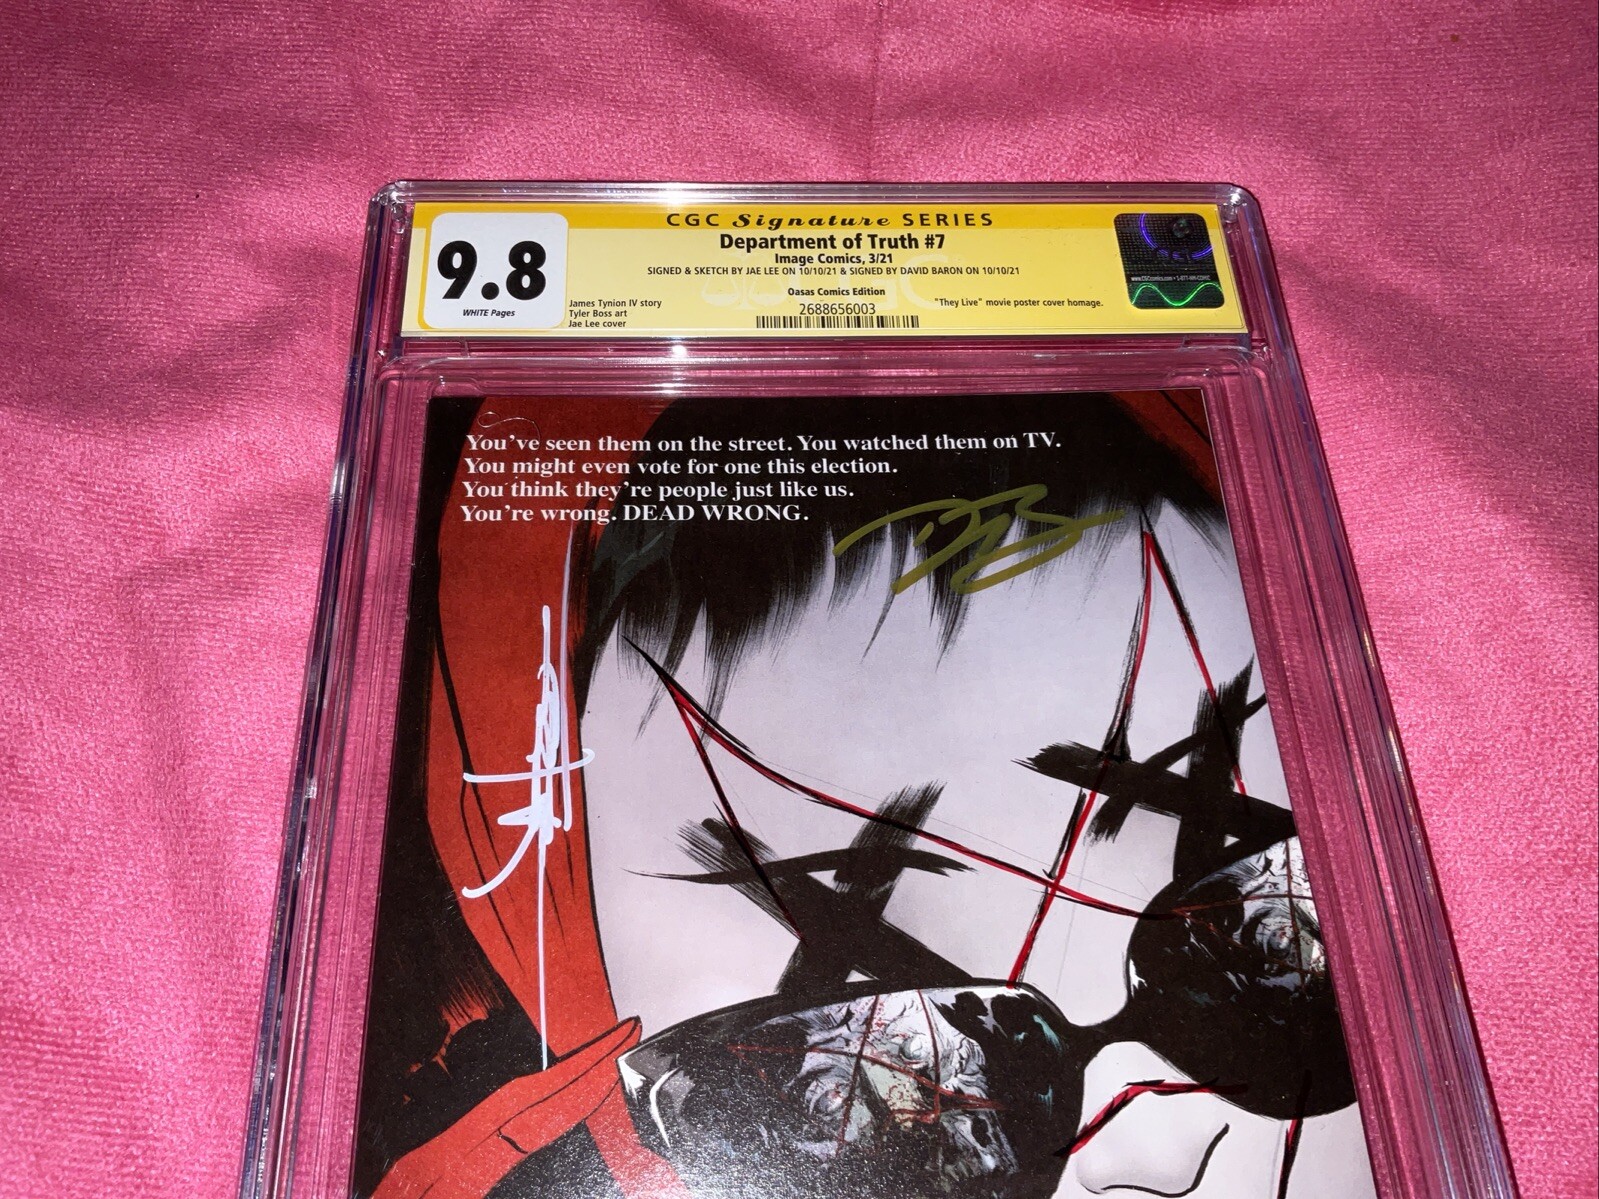 CGC Signature SERIES
9.8
WHITE Pages
Department of Truth #7
Image Comics, 3/21
SIGNED & SKETCH BY JAE LEE ON 10/10/21 & SIGNED BY DAVID BARON ON 10/10/21
Oasas Comics Edition
James Tynion IV story
Tyler Boss art
Jae Lee cover
2688656003
"They Live" movie poster cover homage.
You've seen them on the street. You watched them on TV.
You might even vote for one this election.
You think they're people just like us.
You're wrong. DEAD WRONG.